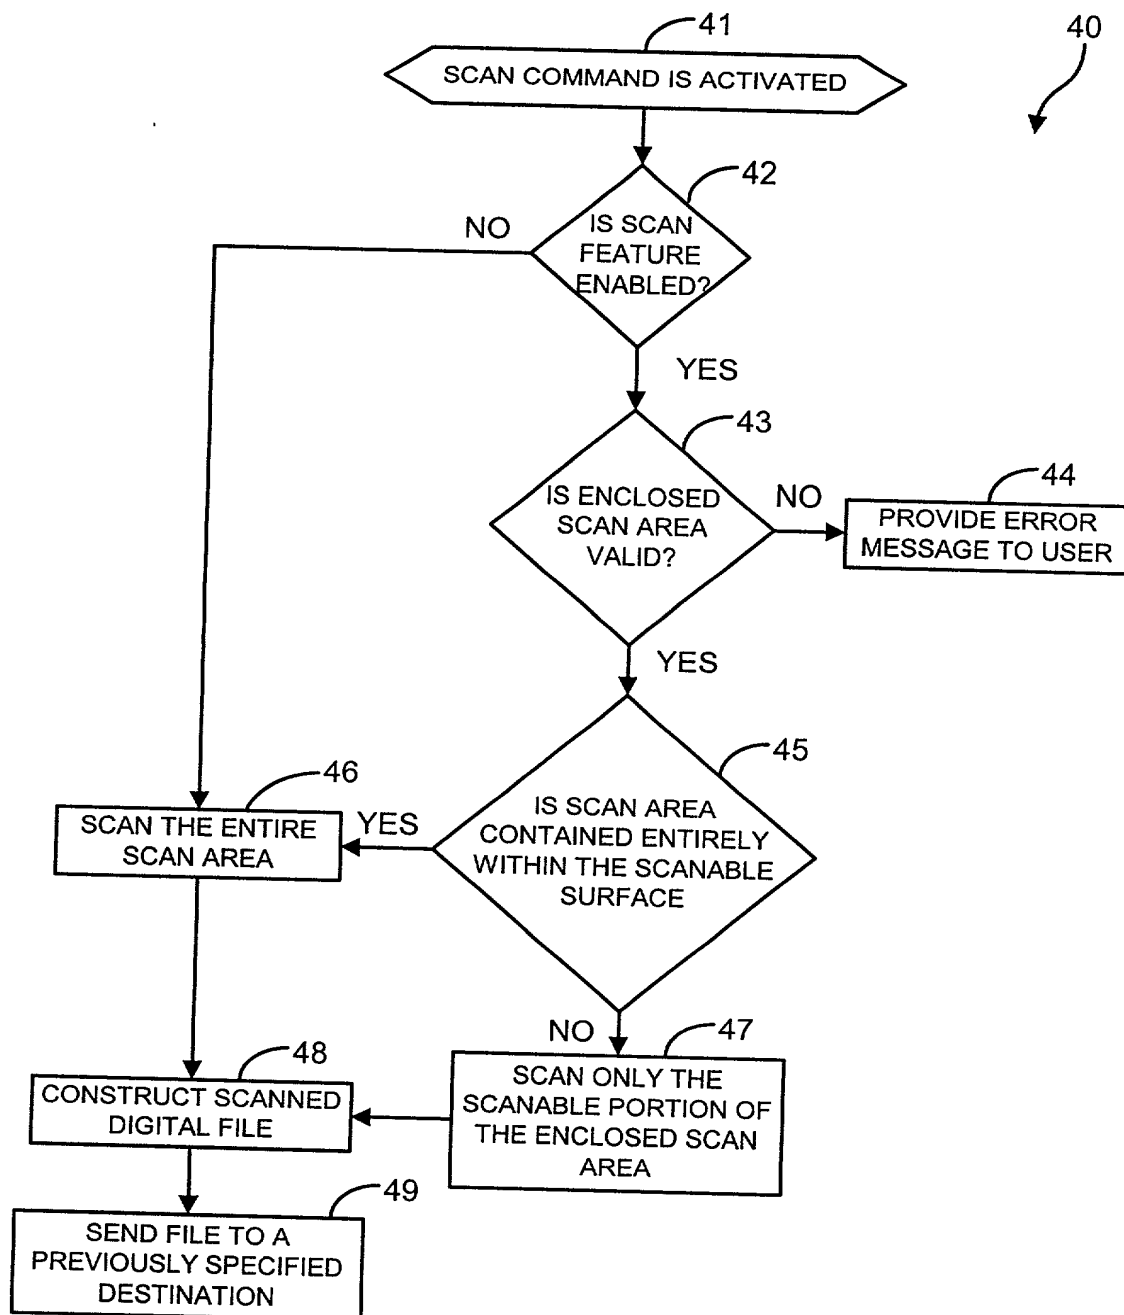 41
40
SCAN COMMAND IS ACTIVATED
42
NO
IS SCAN
FEATURE
ENABLED?
YES
43
IS ENCLOSED
SCAN AREA
VALID?
NO
44
PROVIDE ERROR
MESSAGE TO USER
YES
45
IS SCAN AREA
CONTAINED ENTIRELY
WITHIN THE SCANABLE
SURFACE
YES
46
SCAN THE ENTIRE
SCAN AREA
NO
47
SCAN ONLY THE
SCANABLE PORTION OF
THE ENCLOSED SCAN
AREA
48
CONSTRUCT SCANNED
DIGITAL FILE
49
SEND FILE TO A
PREVIOUSLY SPECIFIED
DESTINATION